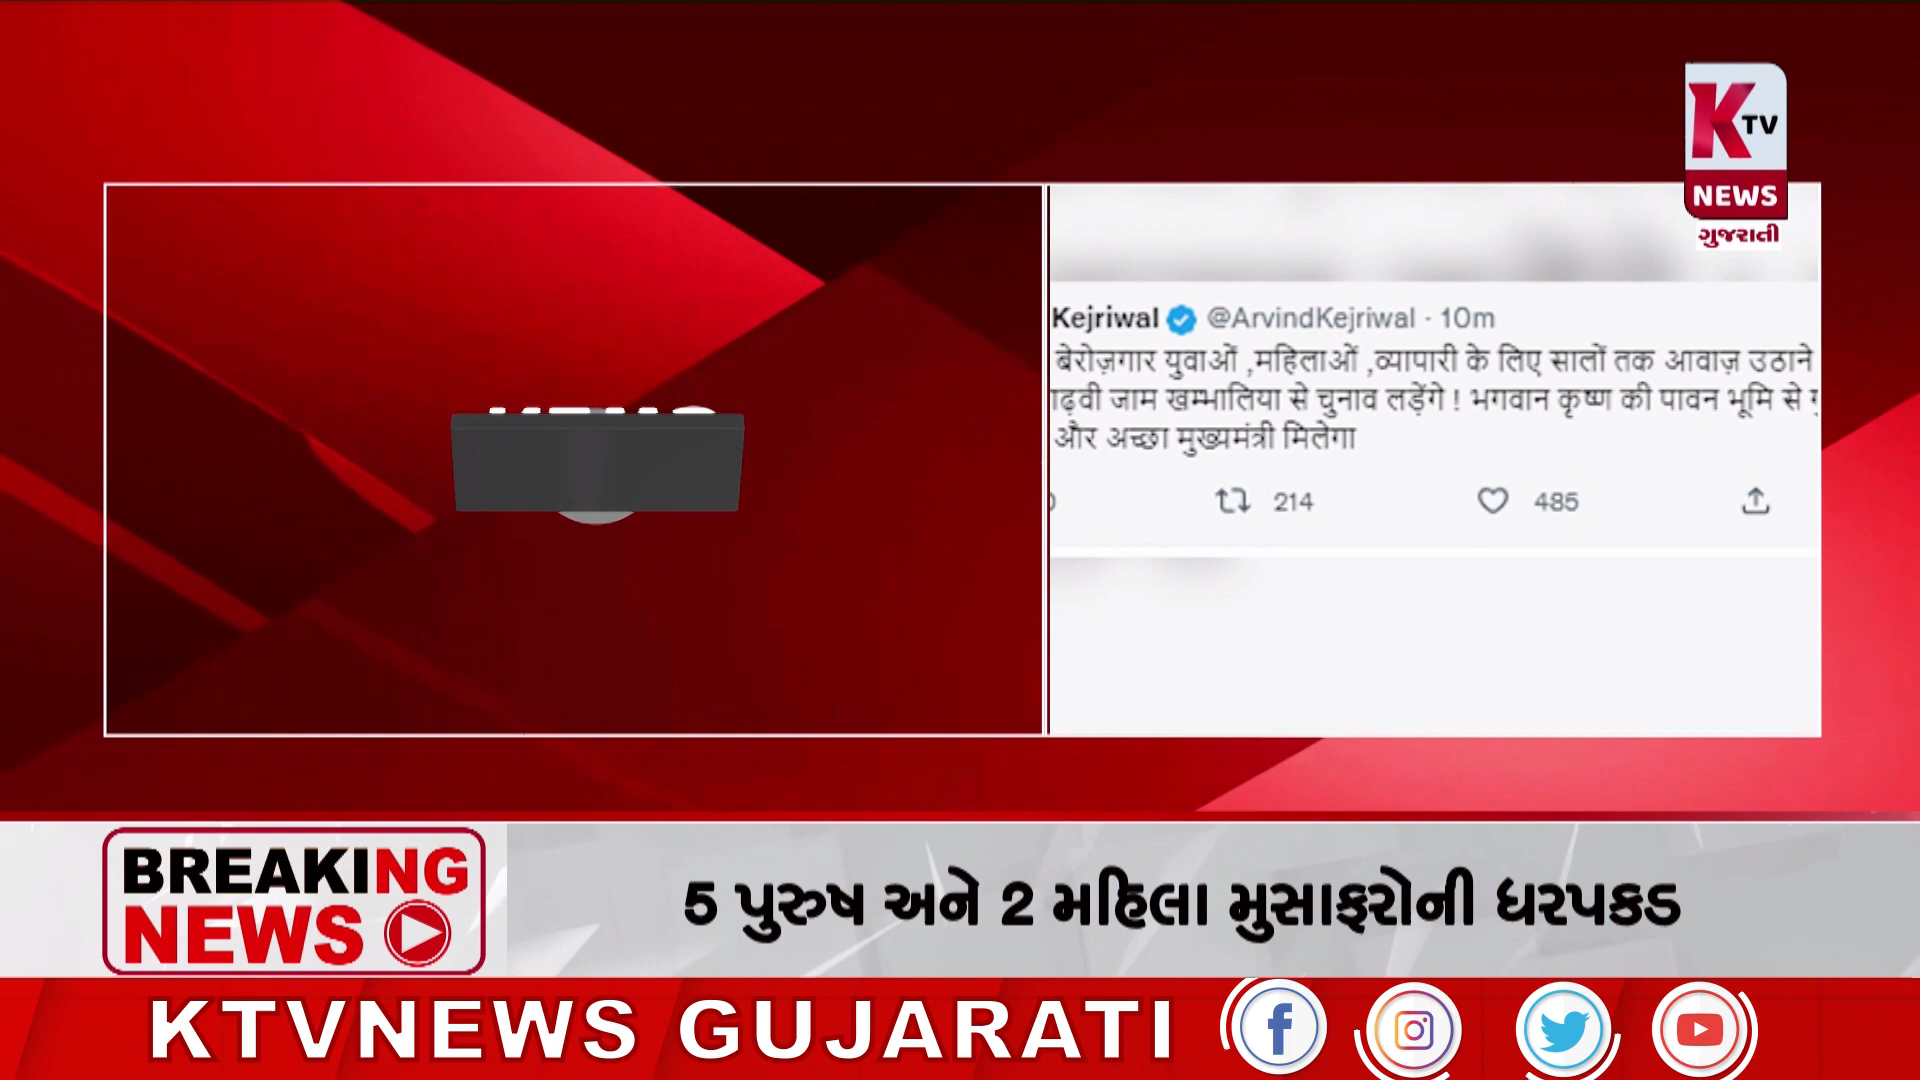 K TV
NEWS
ગુજરાતી
Kejriwal @ArvindKejriwal · 10m
बेरोज़गार युवाओं ,महिलाओं ,व्यापारी के लिए सालों तक आवाज़ उठाने
जाम खम्भालिया से चुनाव लड़ेंगे ! भगवान कृष्ण की पावन भूमि से
और अच्छा मुख्यमंत्री मिलेगा
214 485
BREAKING
NEWS
5 પુરુષ અને 2 મહિલા મુસાફરોની ધરપકડ
KTVNEWS GUJARATI